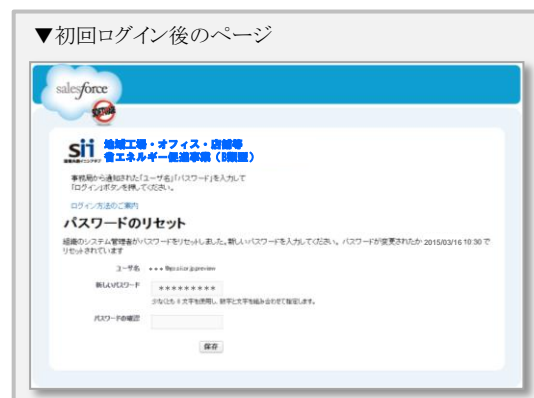 ▼初回ログイン後のページ
salesforce
SOFTWARE
sii 地域工場・オフィス・店舗等
省エネルギー促進事業(B類型)
事務局から通知された「ユーザ名」「パスワード」を入力して
「ログイン」ボタンを押してください。
ログイン方法のご案内
パスワードのリセット
組織のシステム管理者がパスワードをリセットしました。新しいパスワードを入力してください。 パスワードが変更されたか 2015/03/16 10:30 で
リセットされています
ユーザ名
新しいパスワード *********
少なくとも 8 文字を使用し、数字と文字を組み合わせて指定します。
パスワードの確認
保存